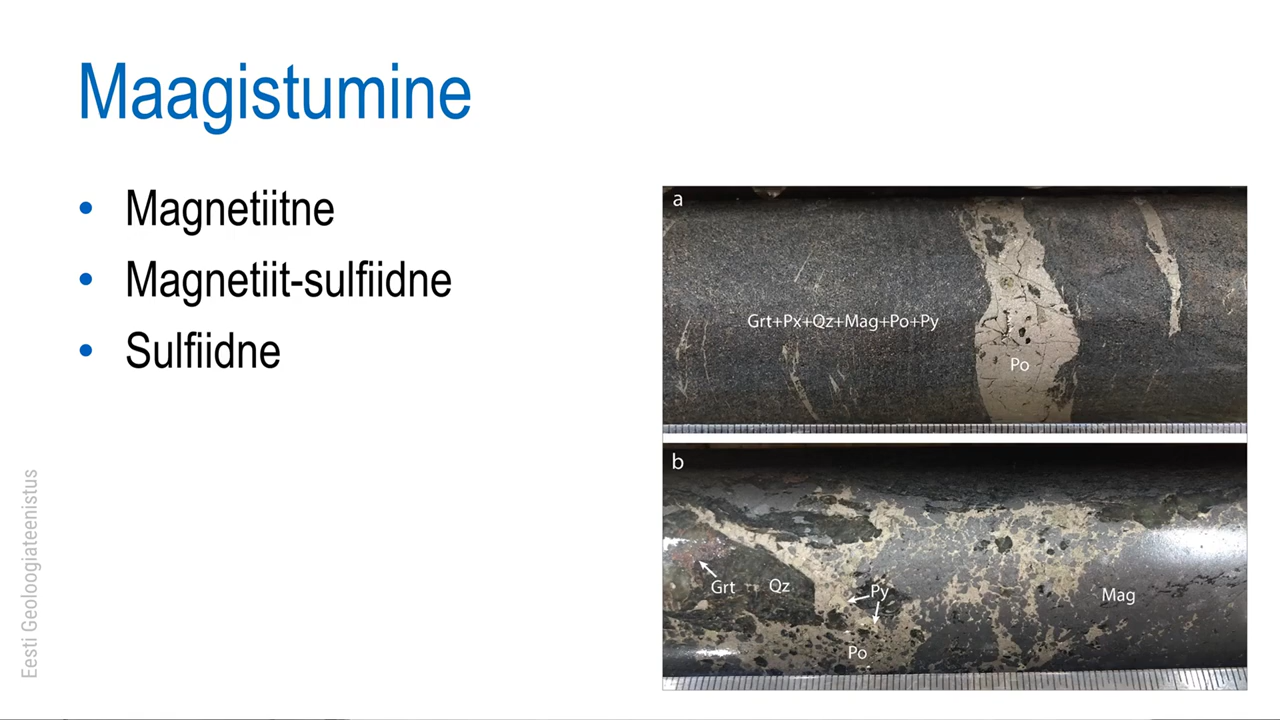 Maagistumine
• Magnetiitne
• Magnetiit-sulfiidne
• Sulfiidne
Eesti Geoloogiateenistus
a
Grt+Px+Qz+Mag+Po+Py
Po
b
Grt
Qz
Py
Mag
Po